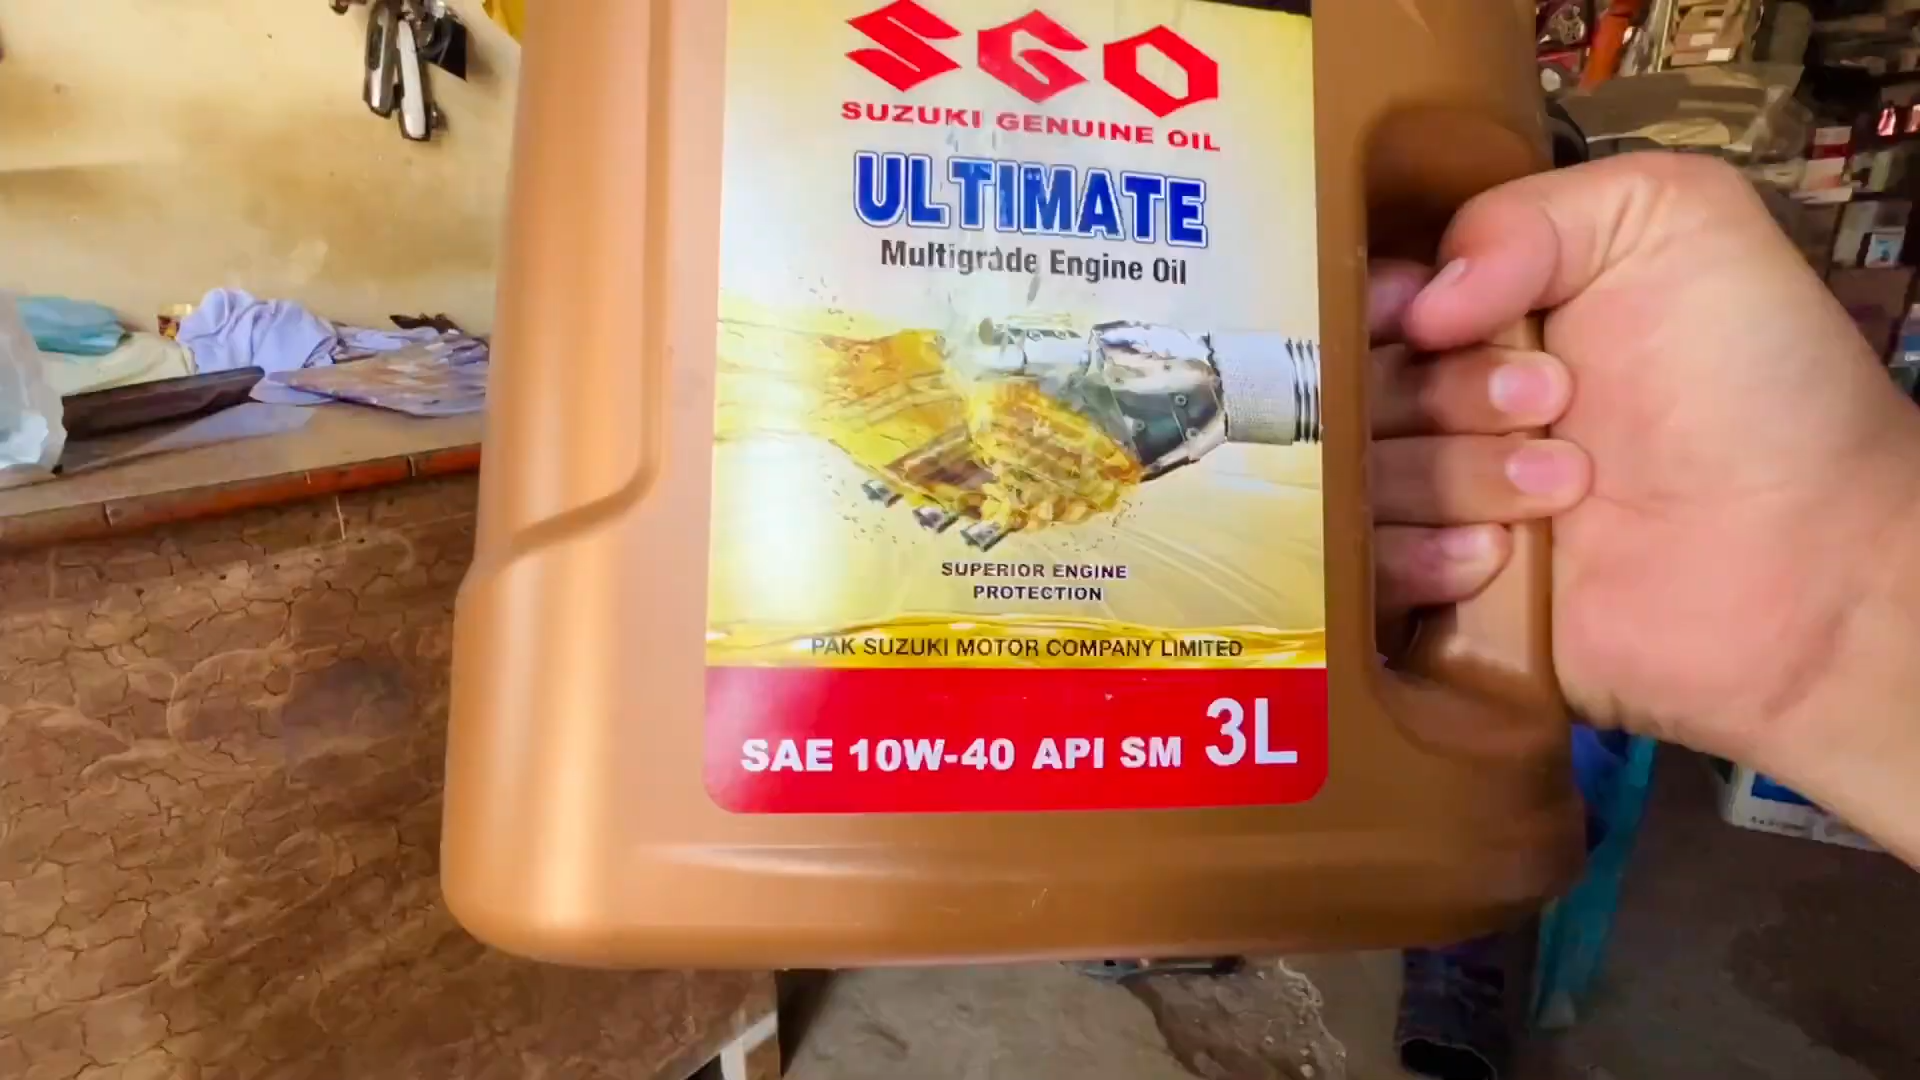 SGO
SUZUKI GENUINE OIL
ULTIMATE
Multigrade Engine Oil
SUPERIOR ENGINE
PROTECTION
PAK SUZUKI MOTOR COMPANY LIMITED
SAE 10W-40 API SM 3L